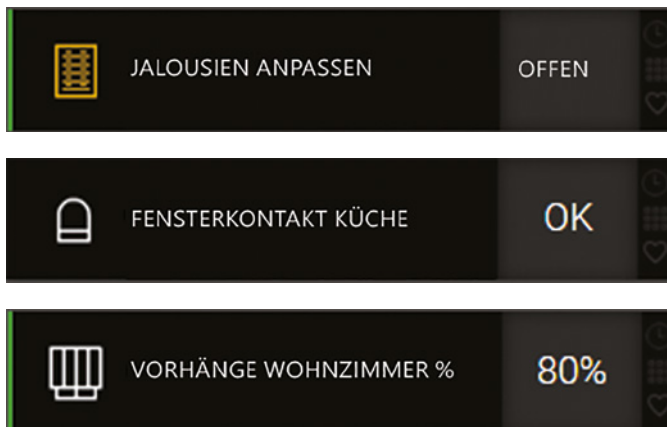 JALOUSIEN ANPASSEN OFFEN
FENSTERKONTAKT KÜCHE OK
VORHÄNGE WOHNZIMMER % 80%